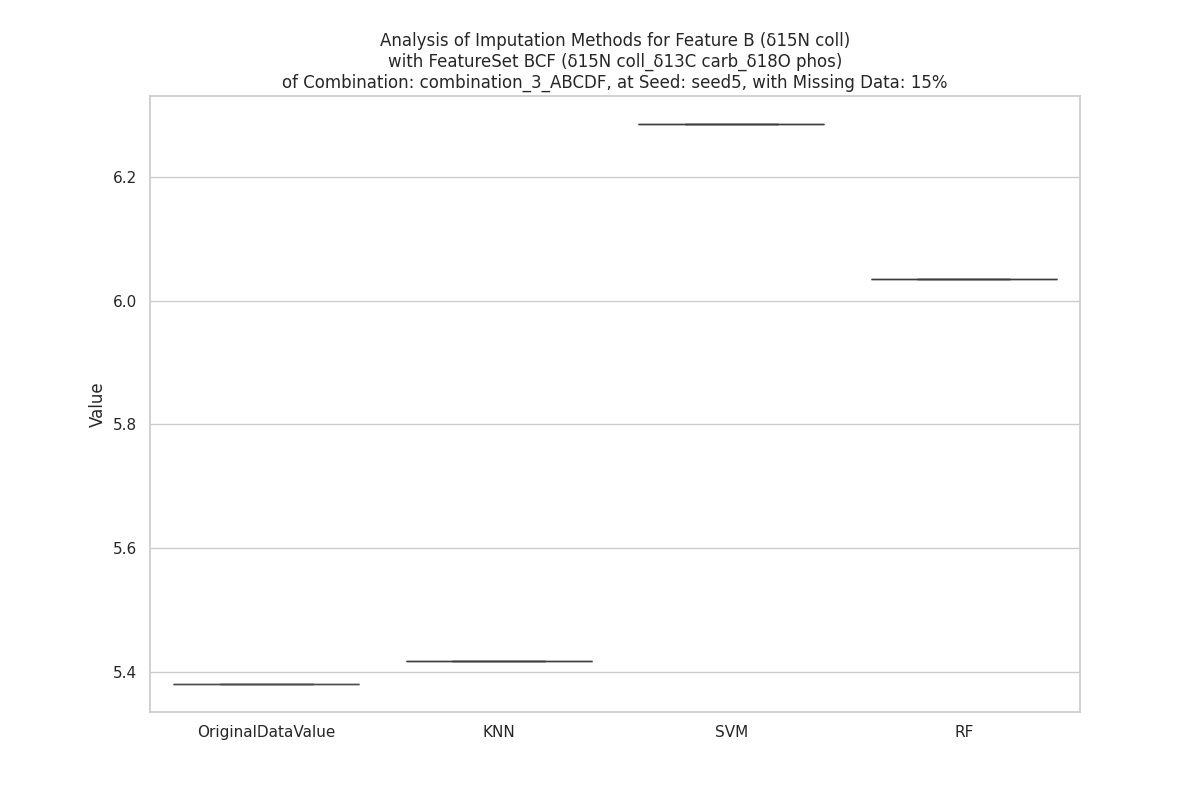 Analysis of Imputation Methods for Feature B (δ15N coll)
with FeatureSet BCF (δ15N coll_δ13C carb_δ18O phos)
of Combination: combination_3_ABCDF, at Seed: seed5, with Missing Data: 15%
Value
6.2
6.0
5.8
5.6
5.4
OriginalDataValue
KNN
SVM
RF